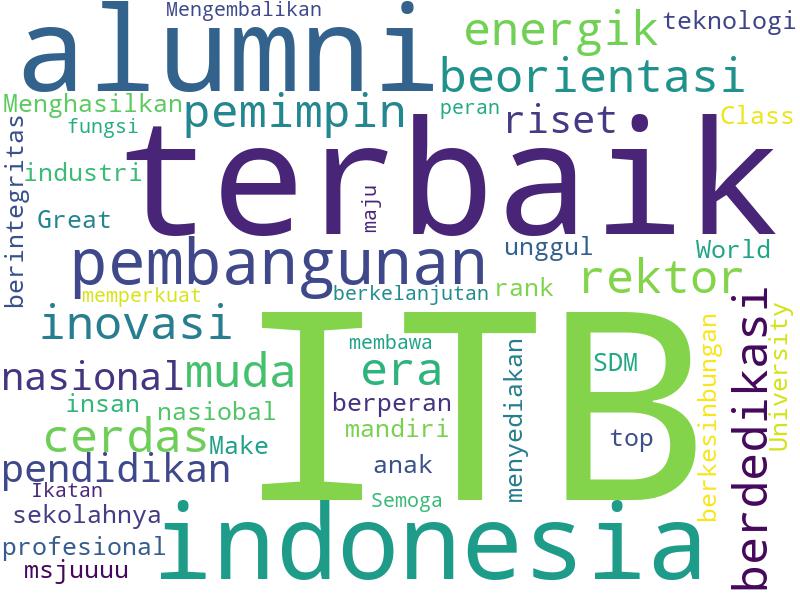 Mengembalikan
alumni
energik
teknologi
beorientasi
Menghasilkan
pemimpin
peran
riset
Class
fungsi
berintegritas
terbaik
industri
maju
Great
unggul
World
pembangunan
rektor
memperkuat
berkelanjutan
rank
inovasi
ITB
membawa
menyediakan
SDM
berkesinbungan
berdedikasi
University
nasional
muda
era
insan
nasiobal
berperan
cerdas
Make
mandiri
top
pendidikan
anak
Ikatan
Semoga
sekolahnya
indonesia
profesional
msjuuuu